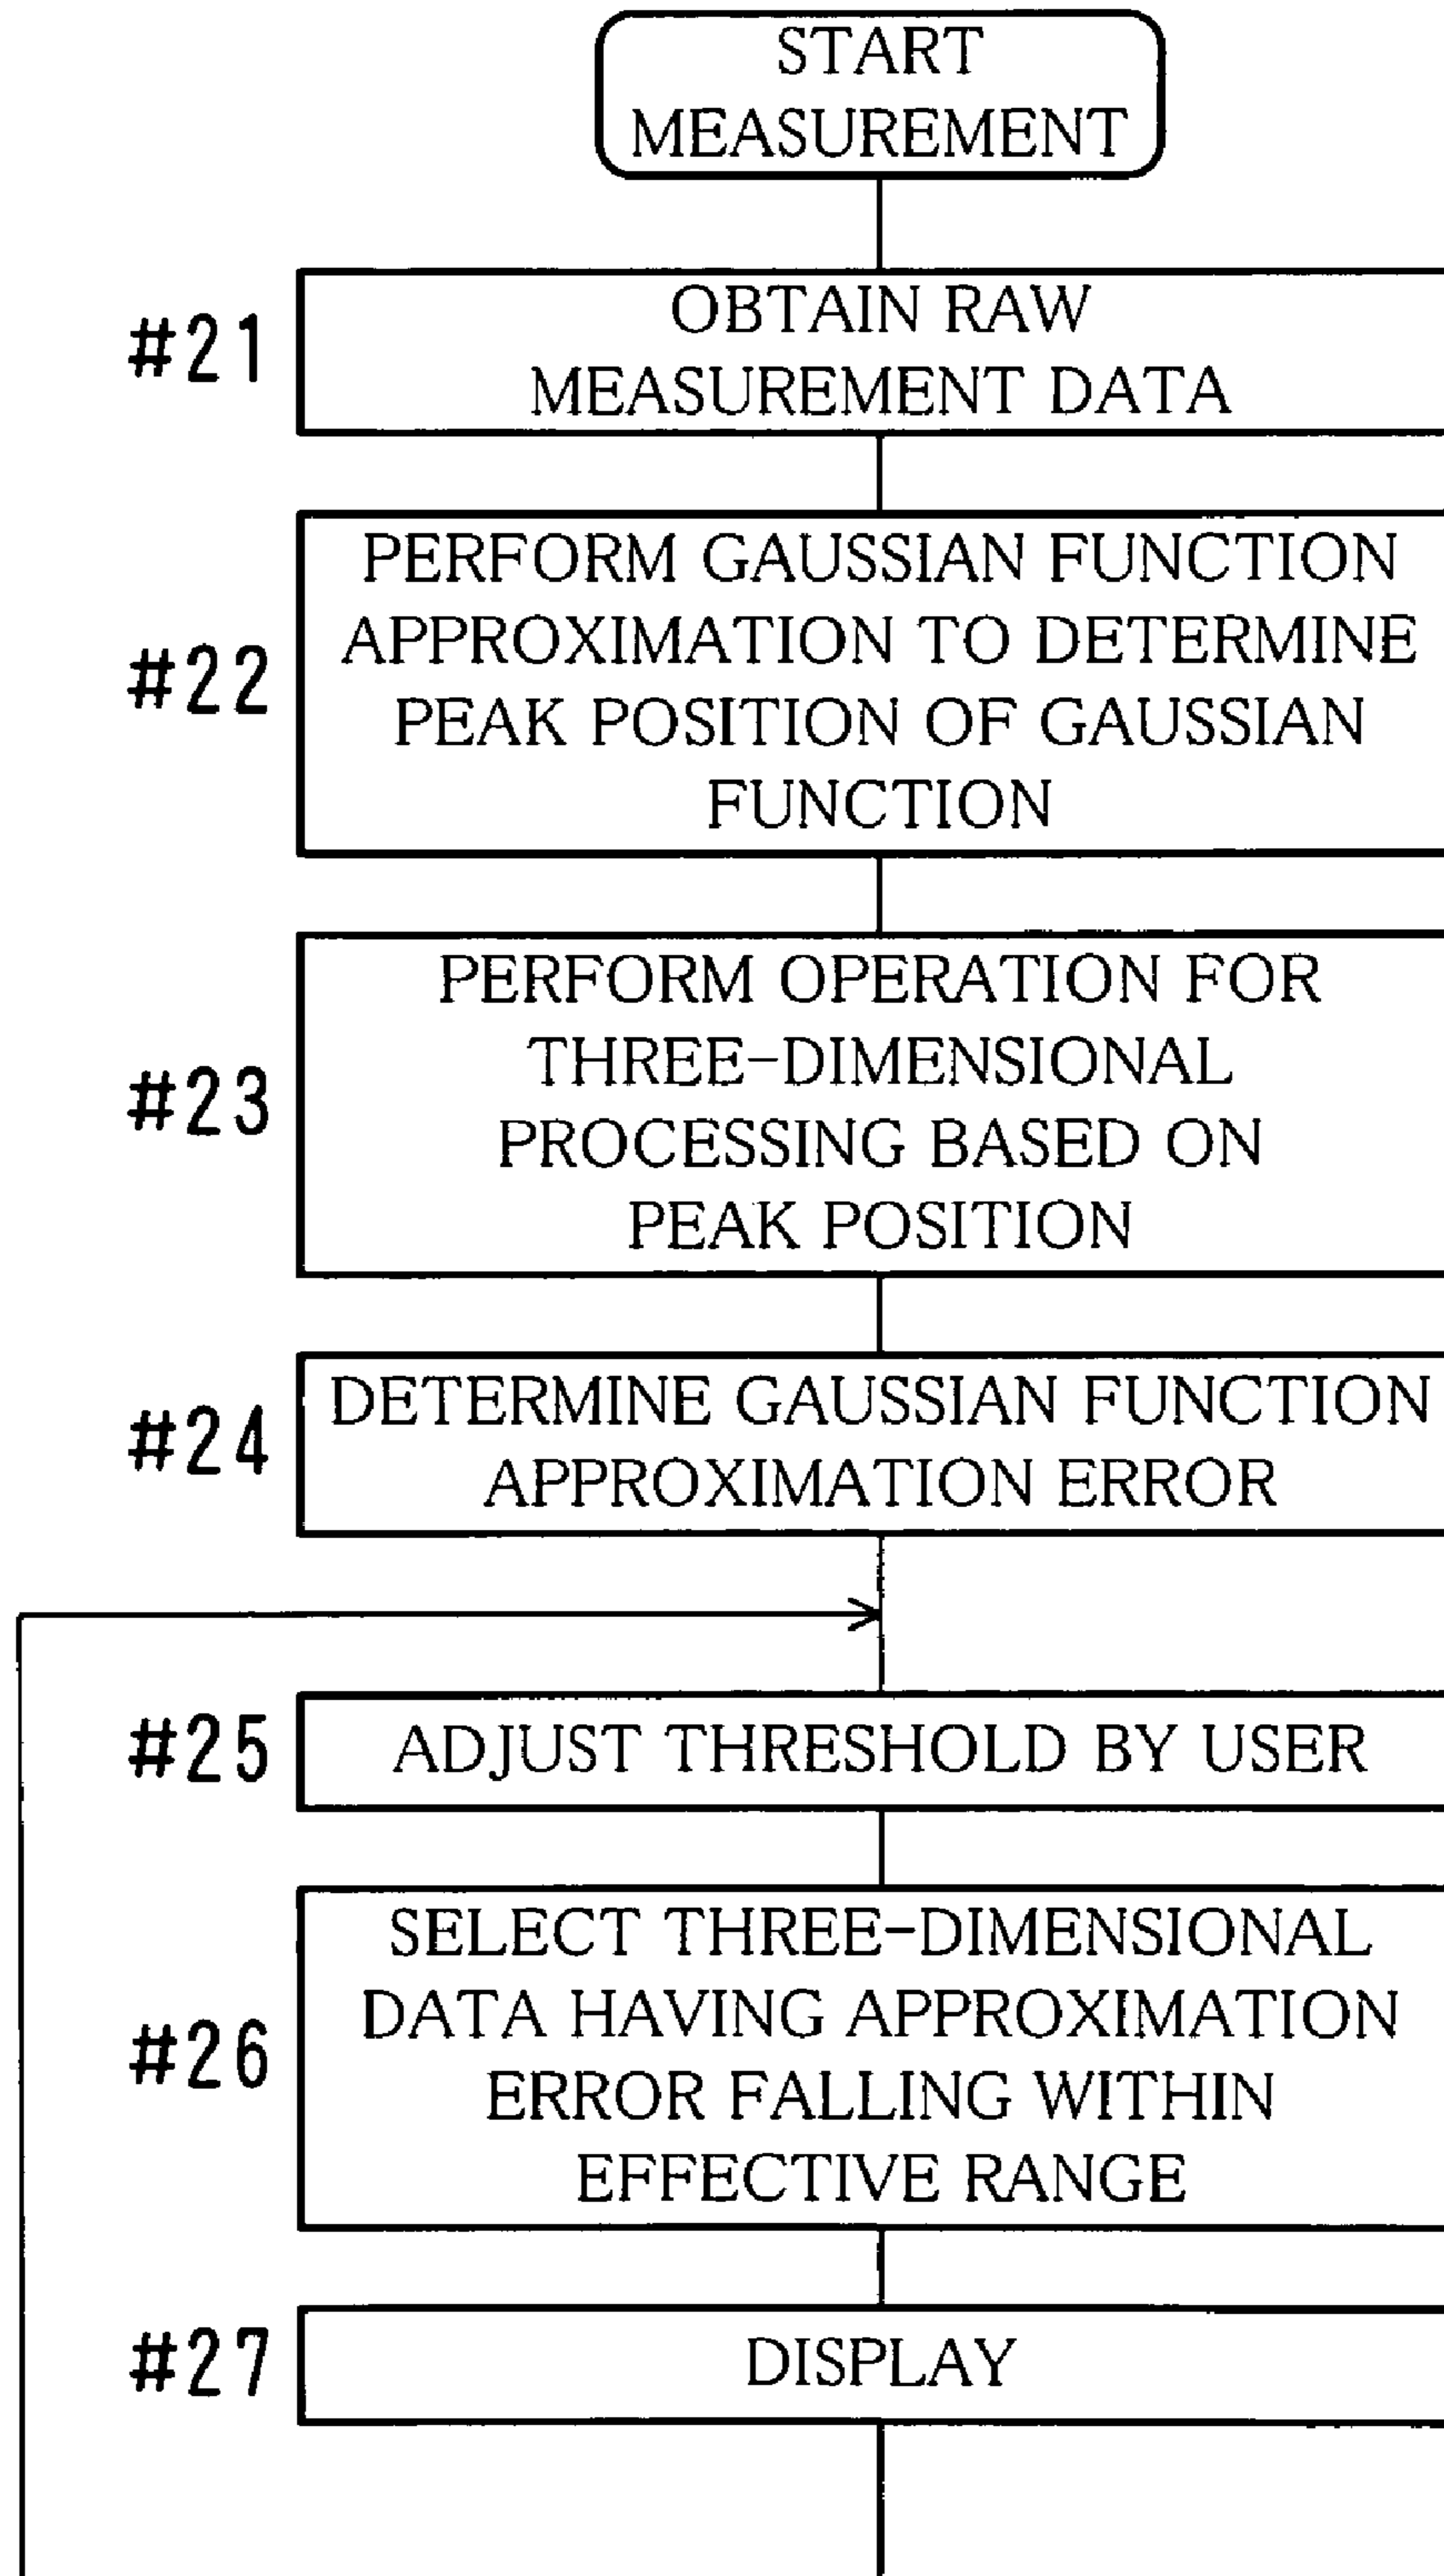 START
MEASUREMENT
#21
OBTAIN RAW
MEASUREMENT DATA
#22
PERFORM GAUSSIAN FUNCTION
APPROXIMATION TO DETERMINE
PEAK POSITION OF GAUSSIAN
FUNCTION
#23
PERFORM OPERATION FOR
THREE-DIMENSIONAL
PROCESSING BASED ON
PEAK POSITION
#24
DETERMINE GAUSSIAN FUNCTION
APPROXIMATION ERROR
#25
ADJUST THRESHOLD BY USER
#26
SELECT THREE-DIMENSIONAL
DATA HAVING APPROXIMATION
ERROR FALLING WITHIN
EFFECTIVE RANGE
#27
DISPLAY